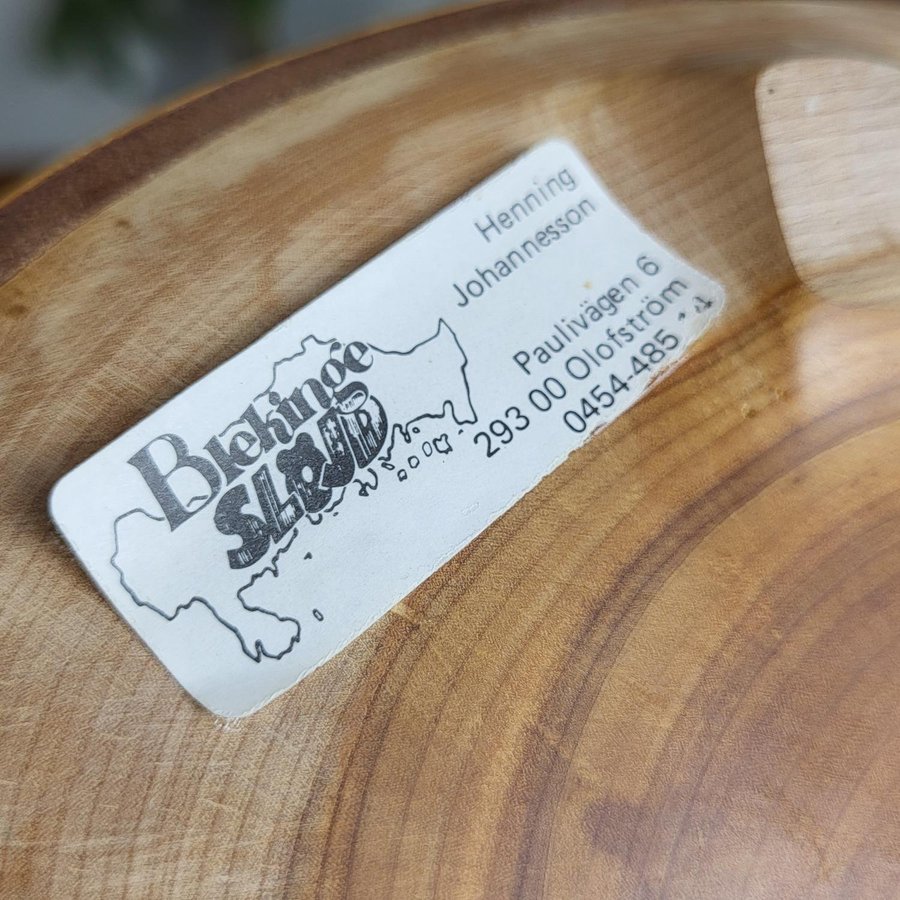 Blekinge
SLÖJD
Henning
Johannesson
Paulivägen 6
293 00 Olofström
0454-485